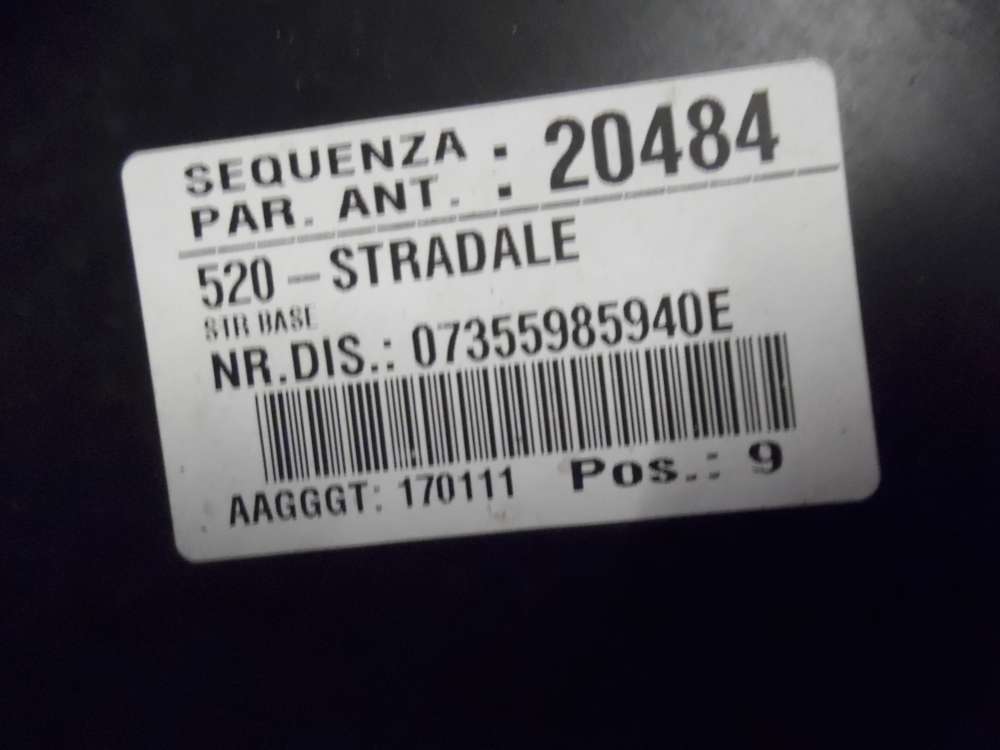 SEQUENZA : 20484
PAR. ANT. :
520 - STRADALE
STR BASE
NR.DIS.: 07355985940E
AAGGGT: 170111 Pos.: 9